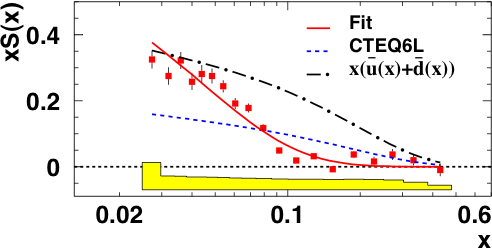 xS(x)
0.4
0.2
0
Fit
CTEQ6L
x(ū(x)+d̄(x))
0.02
0.1
0.6
x